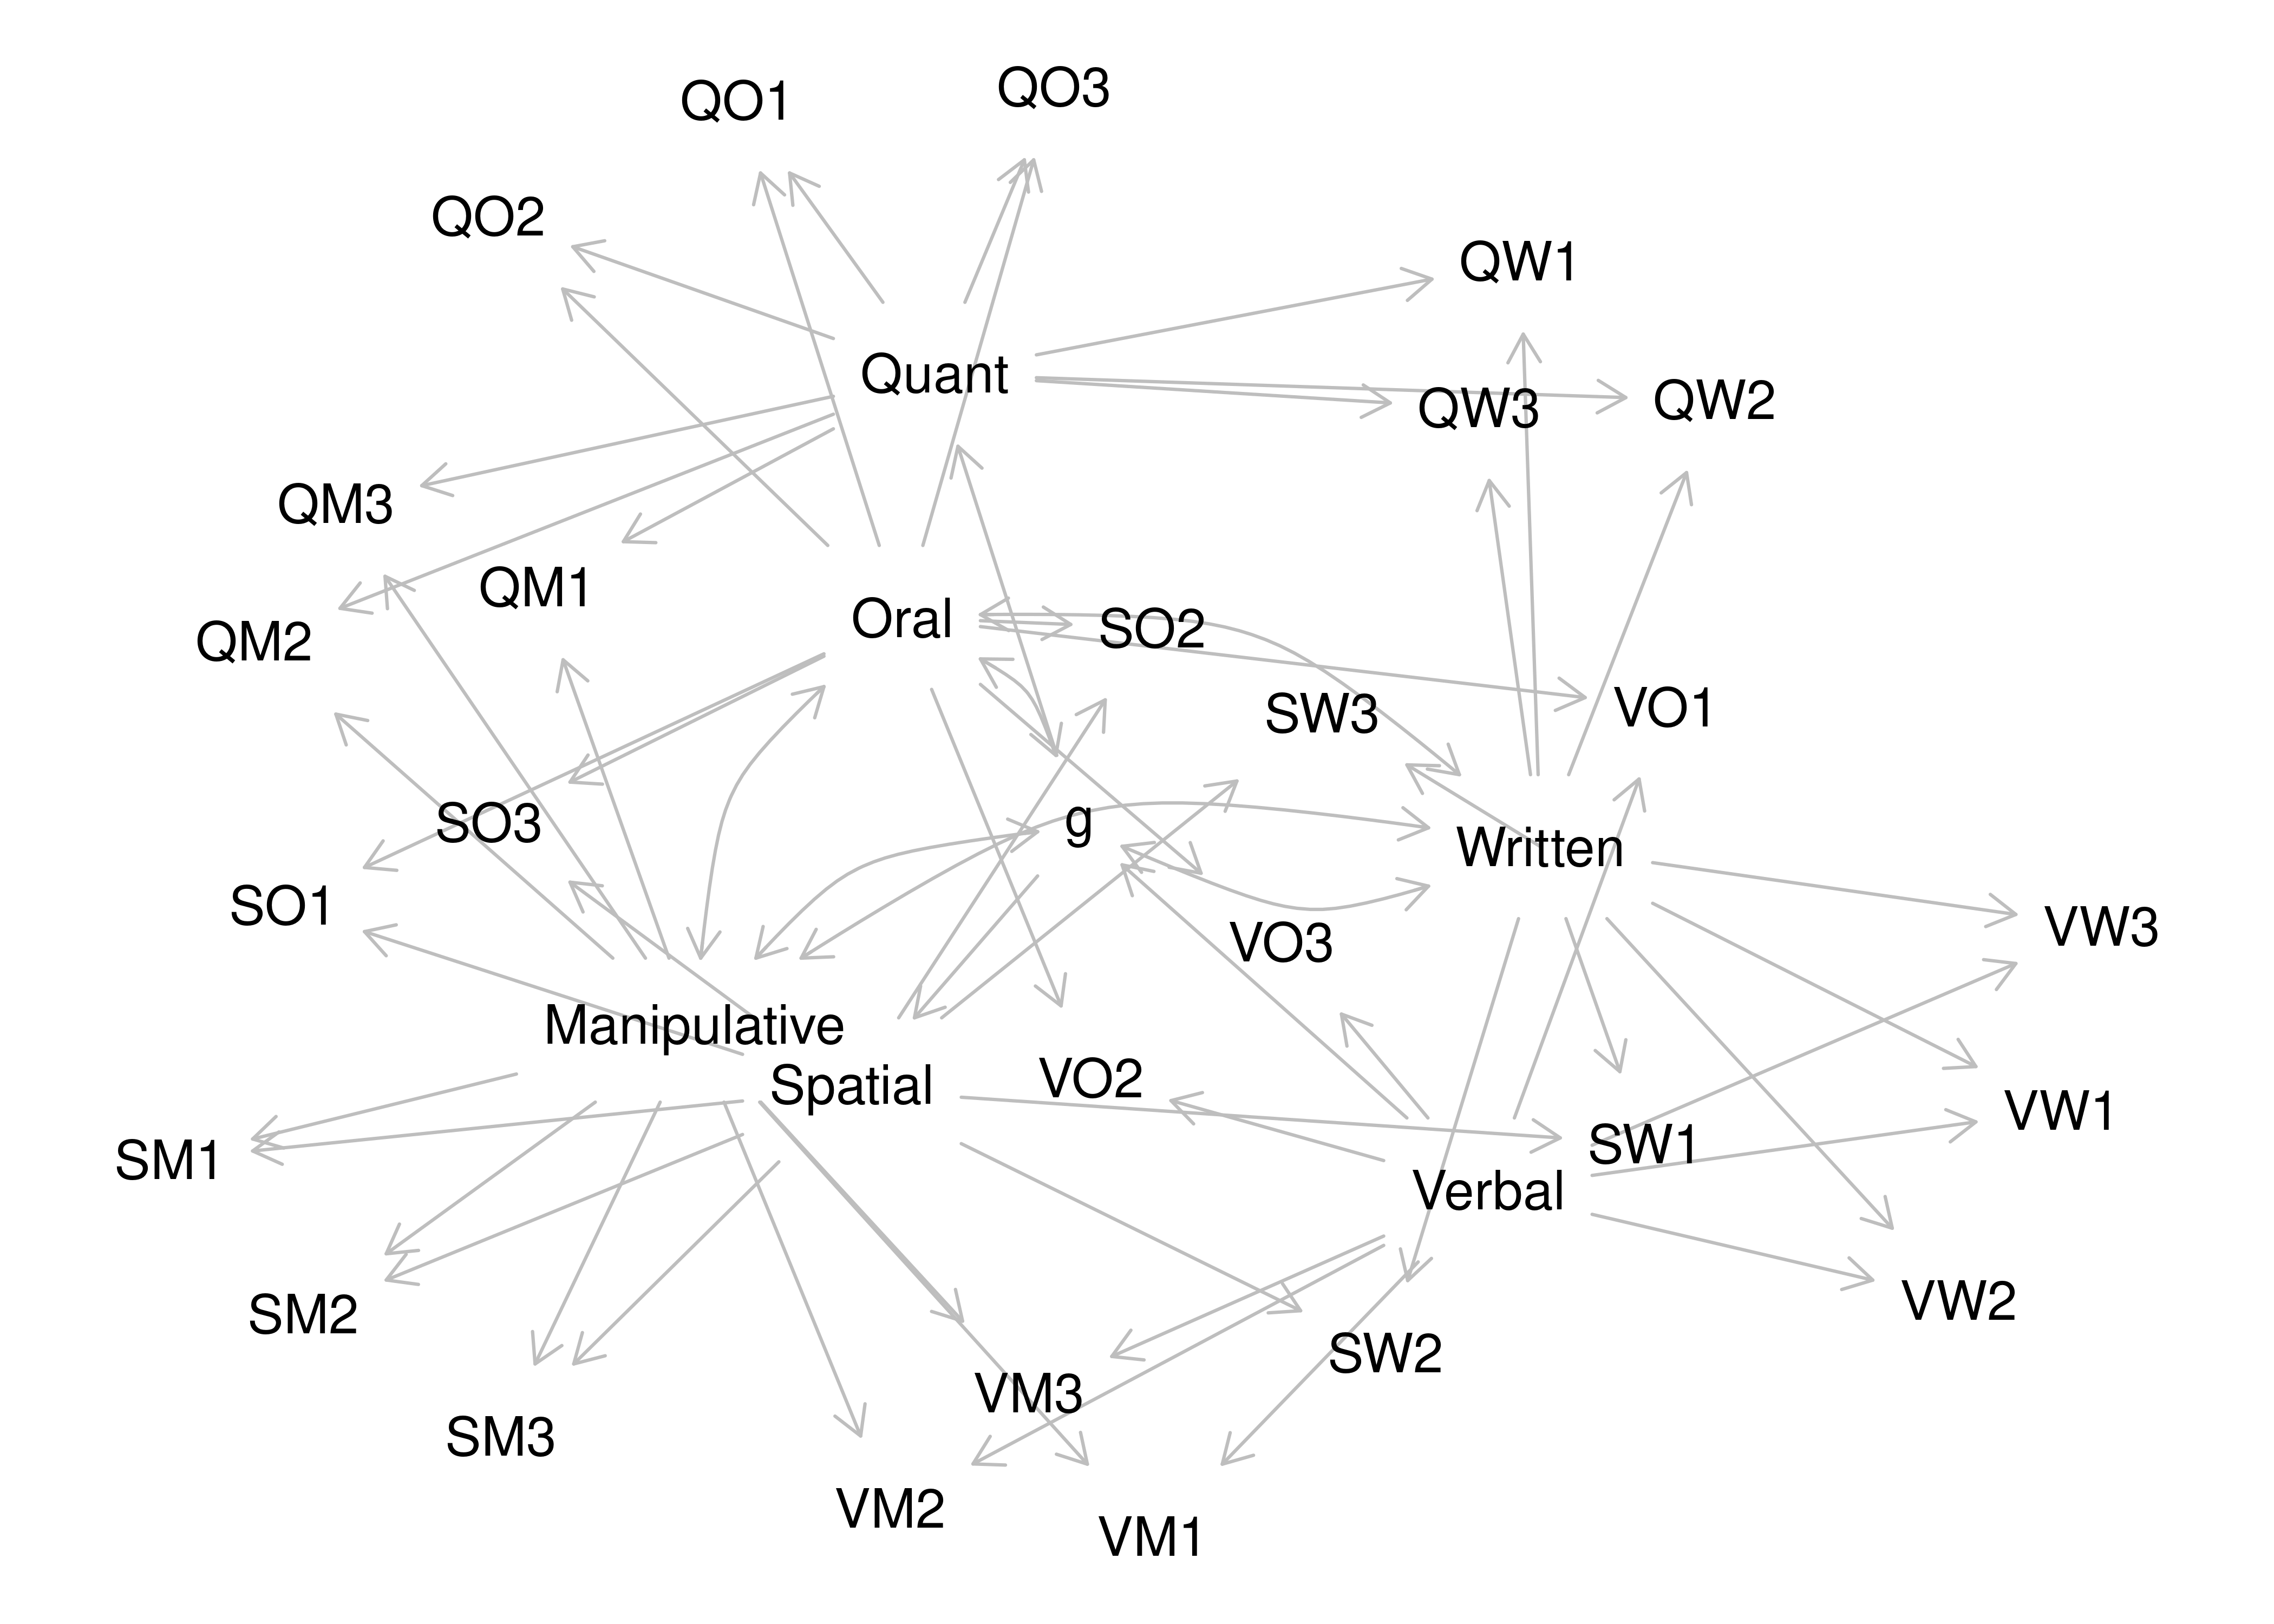 QO3
QO1
QO2
QW1
Quant
QW2
QW3
QM3
QM1
Oral
SO2
QM2
VO1
SW3
g
SO3
Written
SO1
VW3
VO3
Manipulative
VO2
Spatial
VW1
SW1
SM1
Verbal
VW2
SM2
SW2
VM3
SM3
VM2
VM1